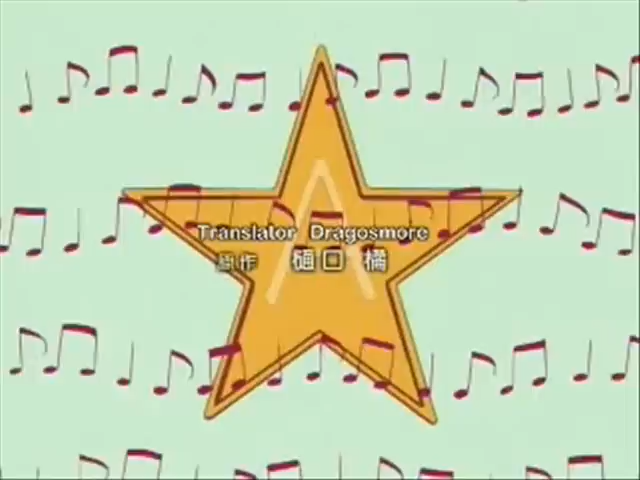 Translator Dragosmore
原作 樋口 橘
A